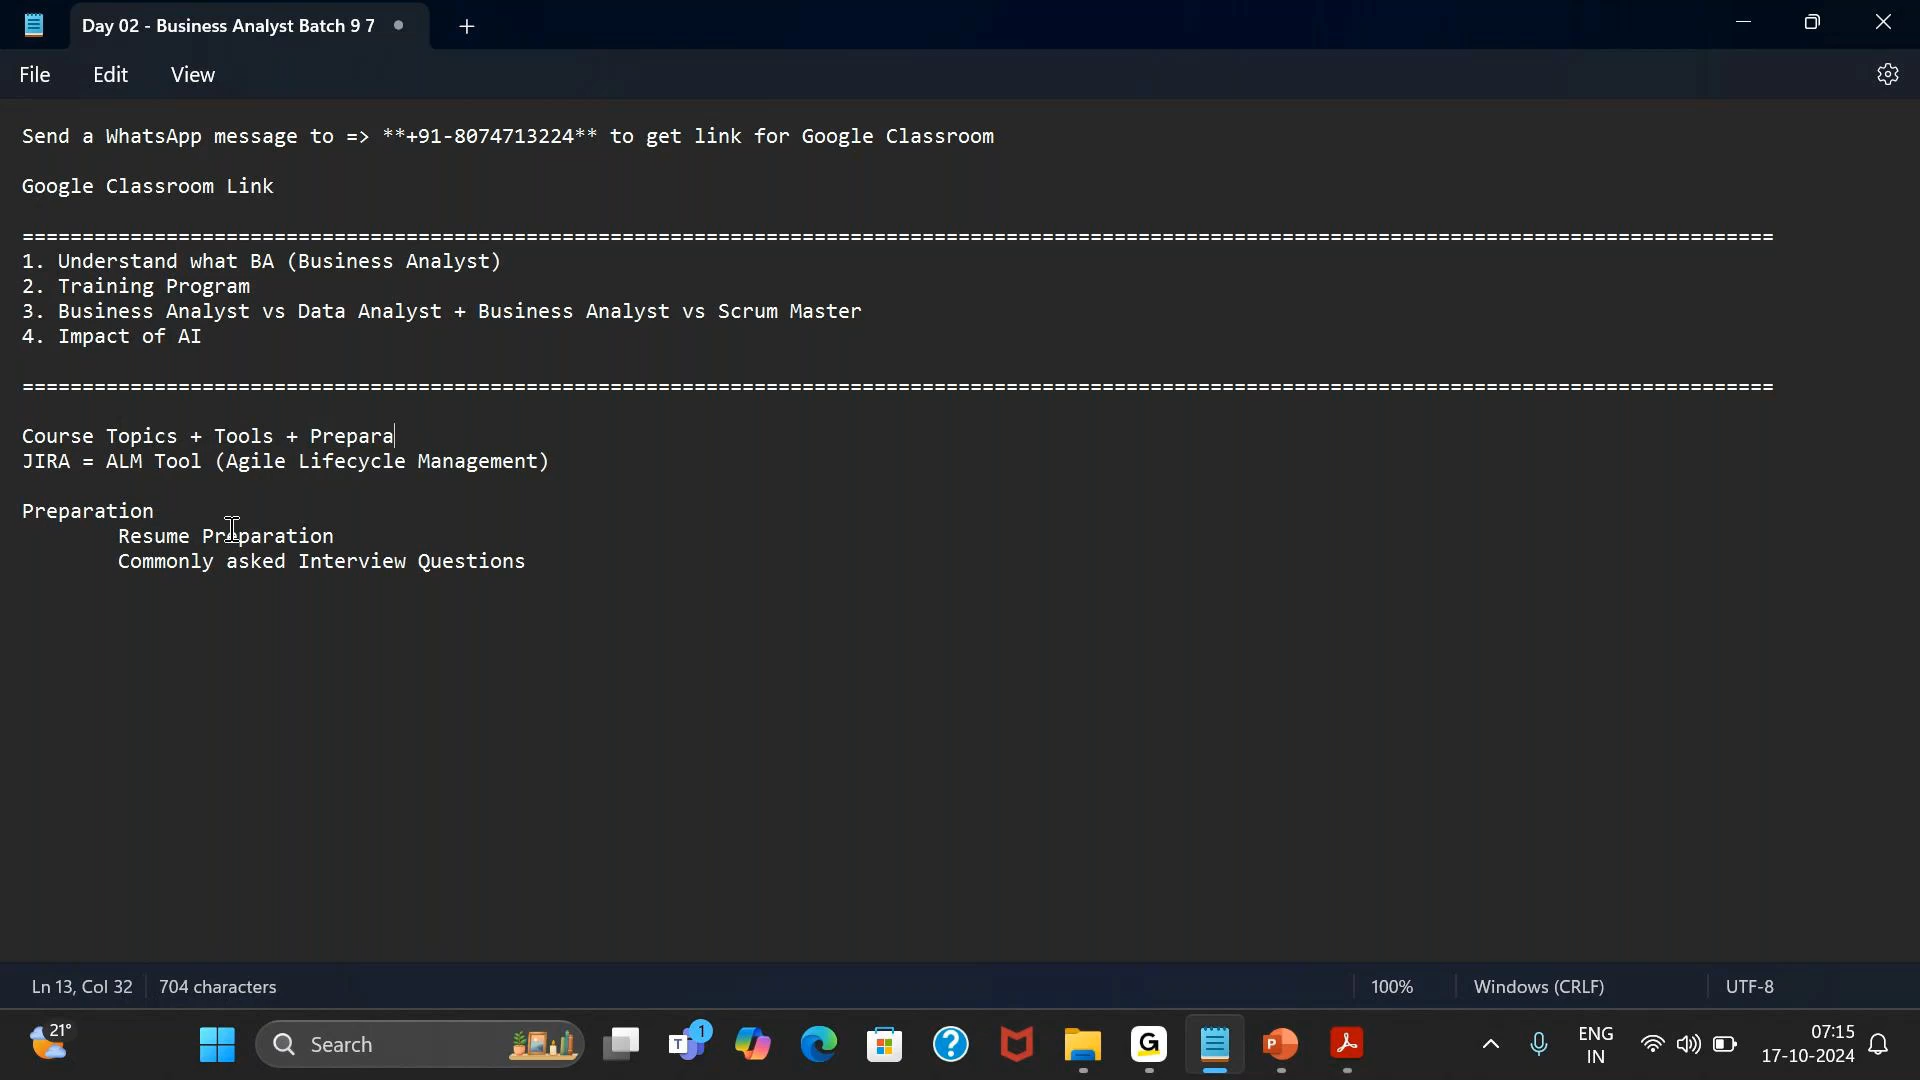 Day 02 - Business Analyst Batch 9 7
File Edit View
Send a WhatsApp message to => **+91-8074713224** to get link for Google Classroom
Google Classroom Link
==================================================================================================================================================
1. Understand what BA (Business Analyst)
2. Training Program
3. Business Analyst vs Data Analyst + Business Analyst vs Scrum Master
4. Impact of AI
==================================================================================================================================================
Course Topics + Tools + Prepara
JIRA = ALM Tool (Agile Lifecycle Management)
Preparation
Resume Preparation
Commonly asked Interview Questions
Ln 13, Col 32 704 characters 100% Windows (CRLF) UTF-8
21° Search 1 ENG 07:15
IN 17-10-2024